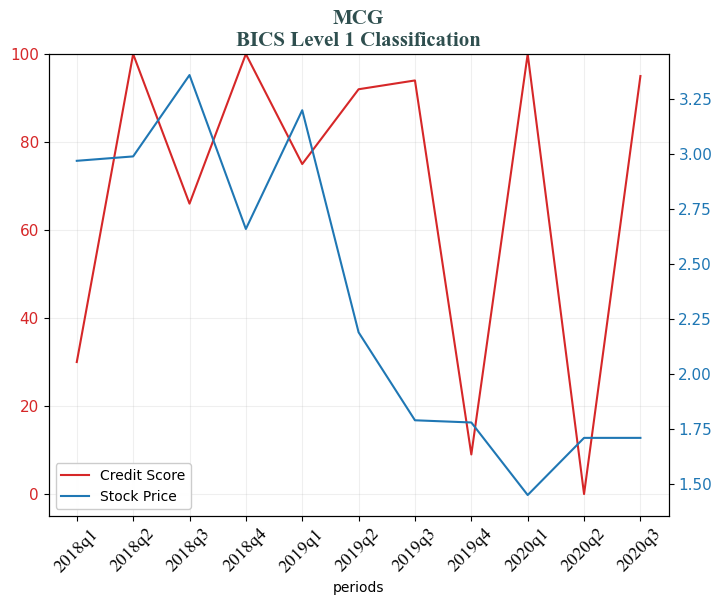 MCG
BICS Level 1 Classification
100
80
60
40
20
0
3.25
3.00
2.75
2.50
2.25
2.00
1.75
1.50
Credit Score
Stock Price
2018q1
2018q2
2018q3
2018q4
2019q1
2019q2
2019q3
2019q4
2020q1
2020q2
2020q3
periods